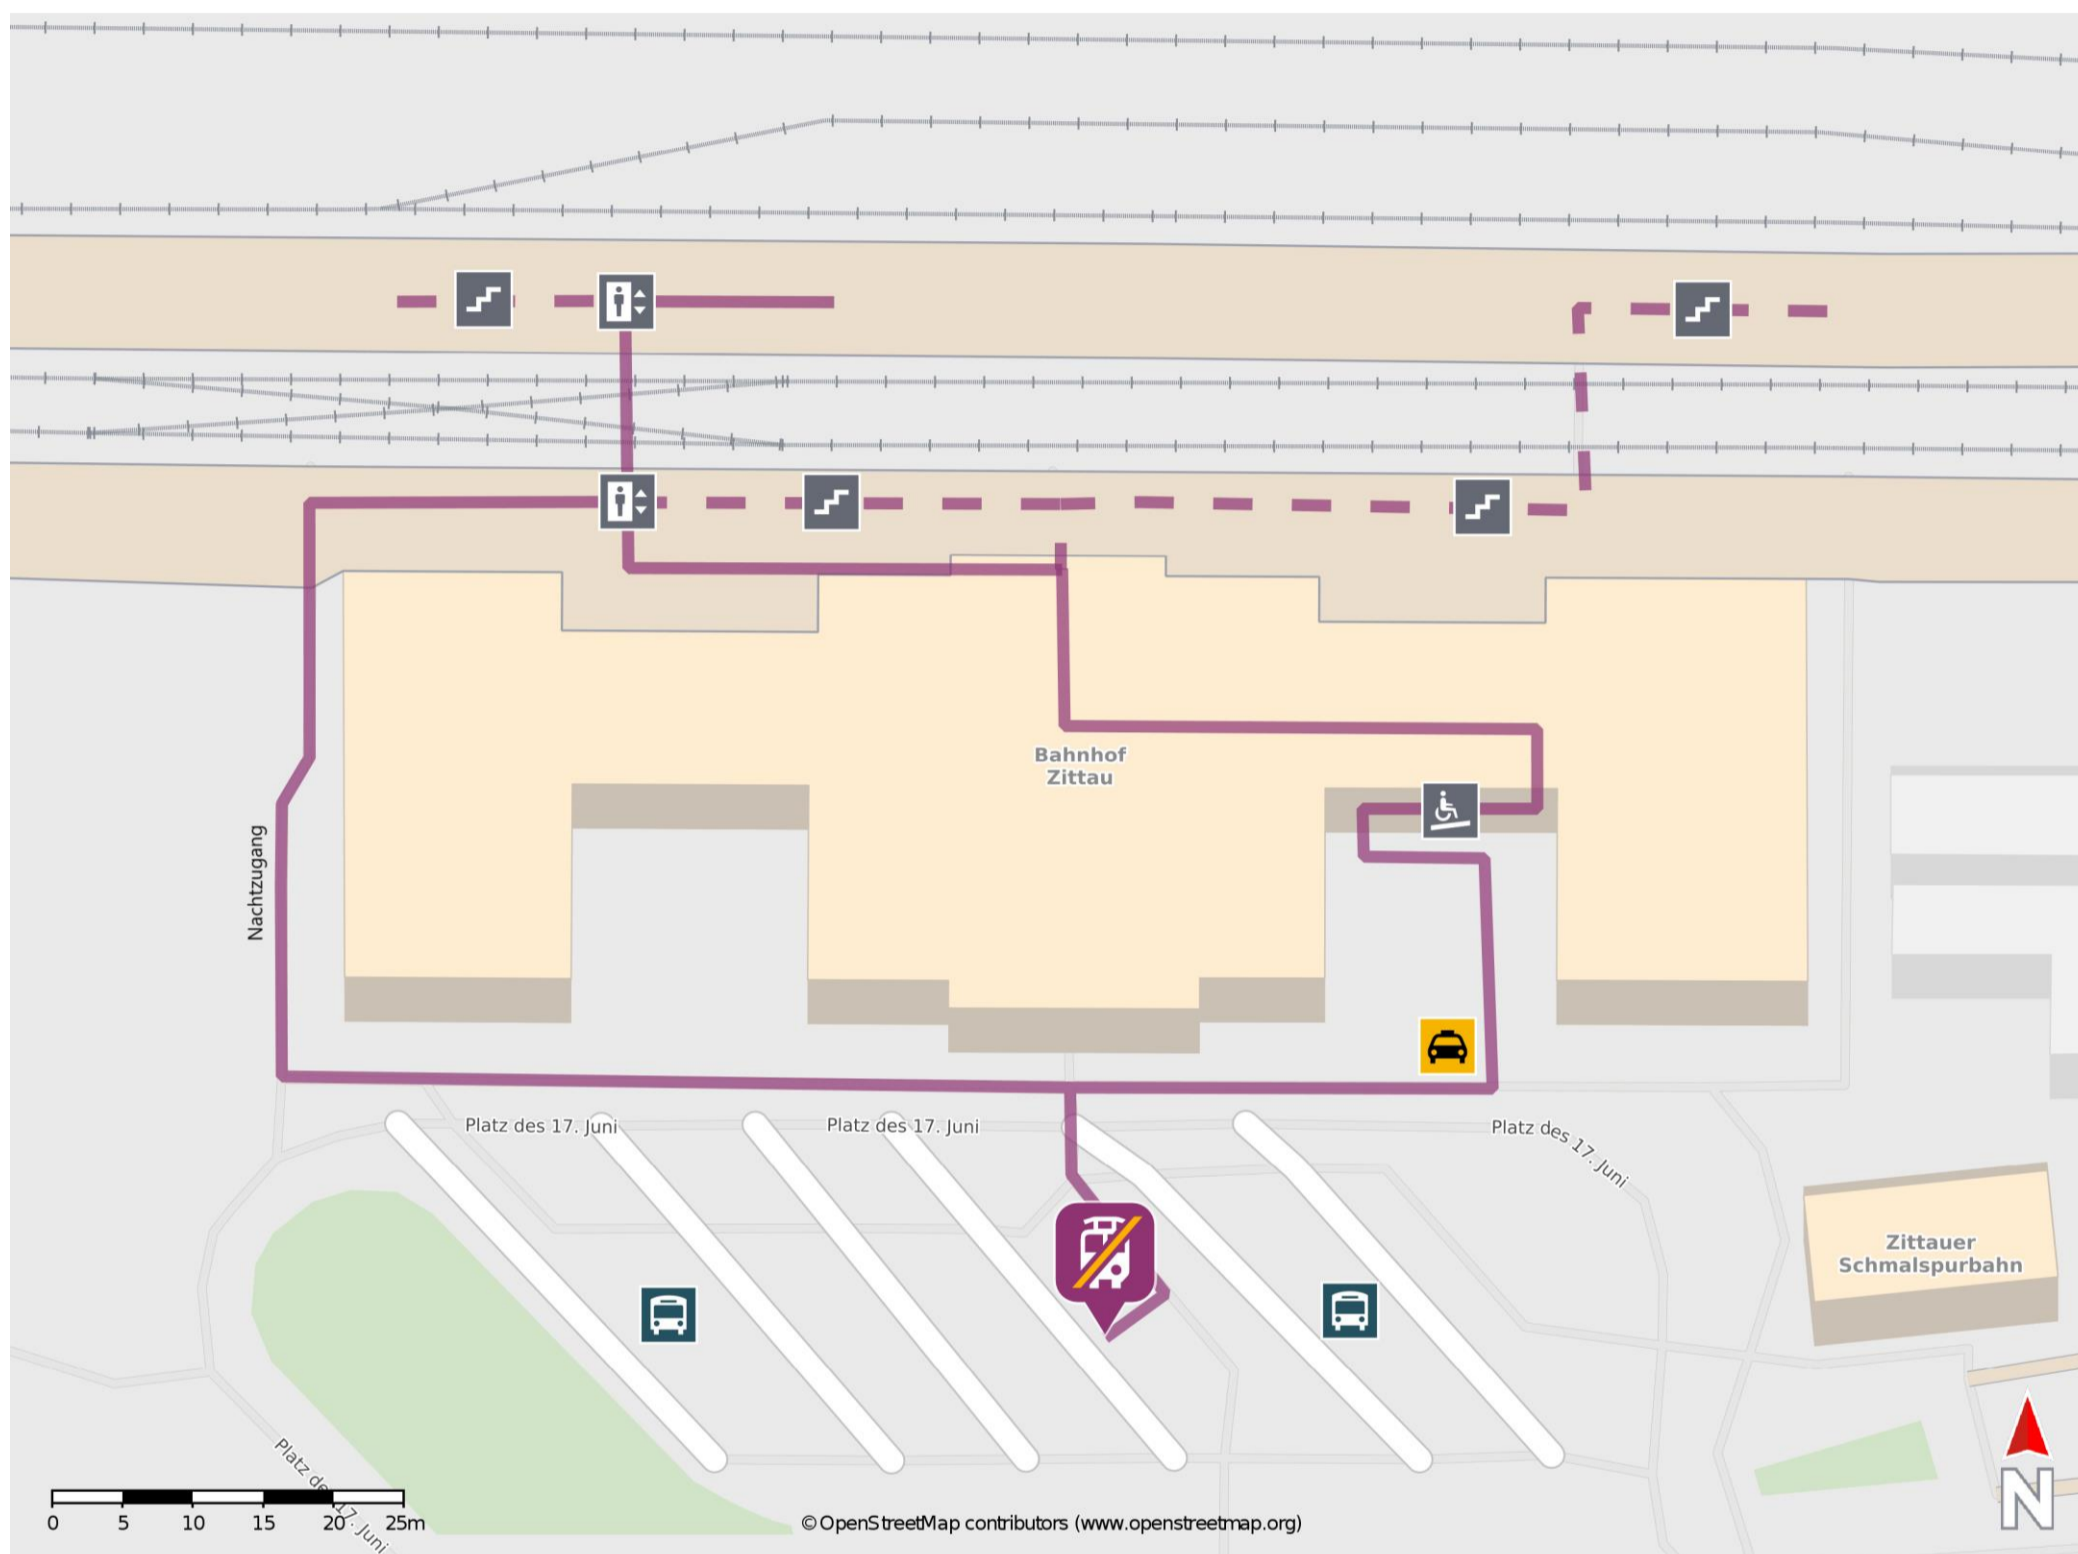 Bahnhof
Zittau
Nachtzugang
Platz des 17. Juni
Platz des 17. Juni
Platz des 17. Juni
Zittauer
Schmalspurbahn
Platz des 17. Juni
0 5 10 15 20 25m
©OpenStreetMap contributors (www.openstreetmap.org)
N